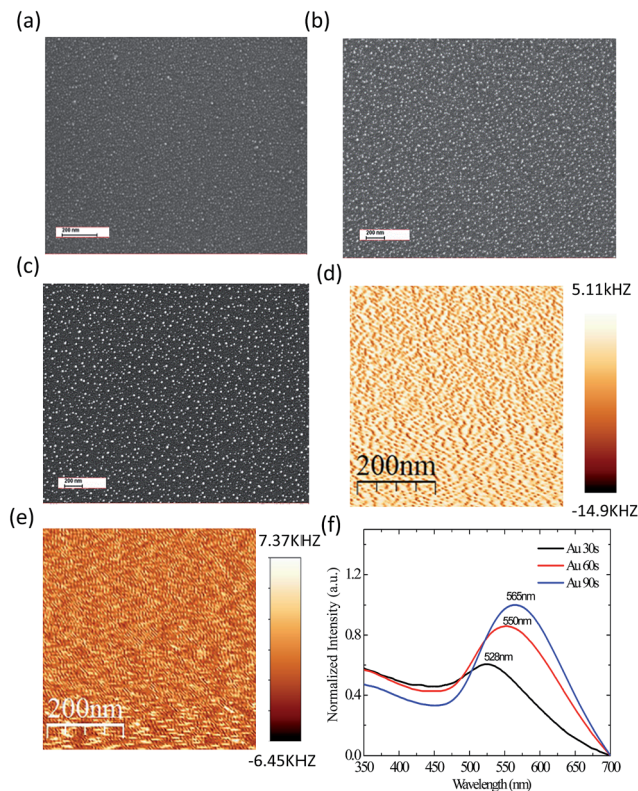 (a)
(b)
200 nm
200 nm
(c)
(d)
5.11kHZ
200 nm
200nm
-14.9KHZ
(e)
7.37KHZ
(f)
Au 30s
Au 60s
Au 90s
565nm
550nm
528nm
1.2
0.8
0.4
0.0
Normalized Intensity (a.u.)
350 400 450 500 550 600 650 700
Wavelength (nm)
200nm
-6.45KHZ